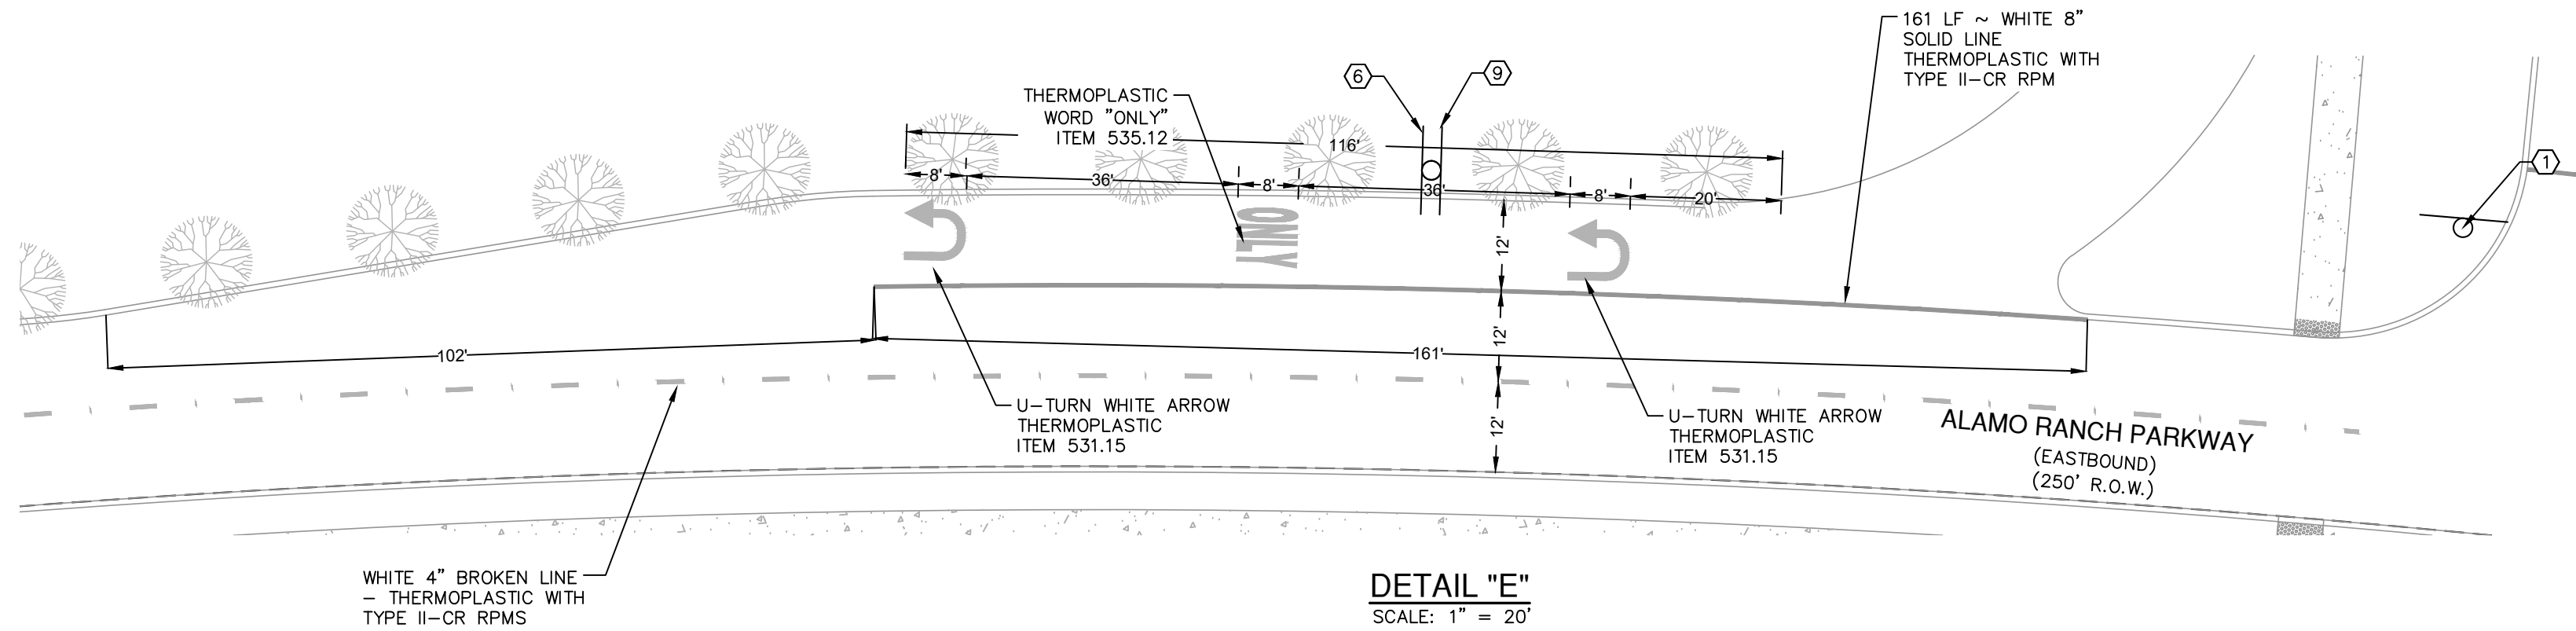 161 LF ~ WHITE 8"
SOLID LINE
THERMOPLASTIC WITH
TYPE II-CR RPM
6
9
THERMOPLASTIC
WORD "ONLY"
ITEM 535.12
116'
1
8'
36'
8'
36'
8'
20'
ONLY
12'
12'
12'
102'
161'
U-TURN WHITE ARROW
THERMOPLASTIC
ITEM 531.15
U-TURN WHITE ARROW
THERMOPLASTIC
ITEM 531.15
ALAMO RANCH PARKWAY
(EASTBOUND)
(250' R.O.W.)
WHITE 4" BROKEN LINE
- THERMOPLASTIC WITH
TYPE II-CR RPMS
DETAIL "E"
SCALE: 1" = 20'